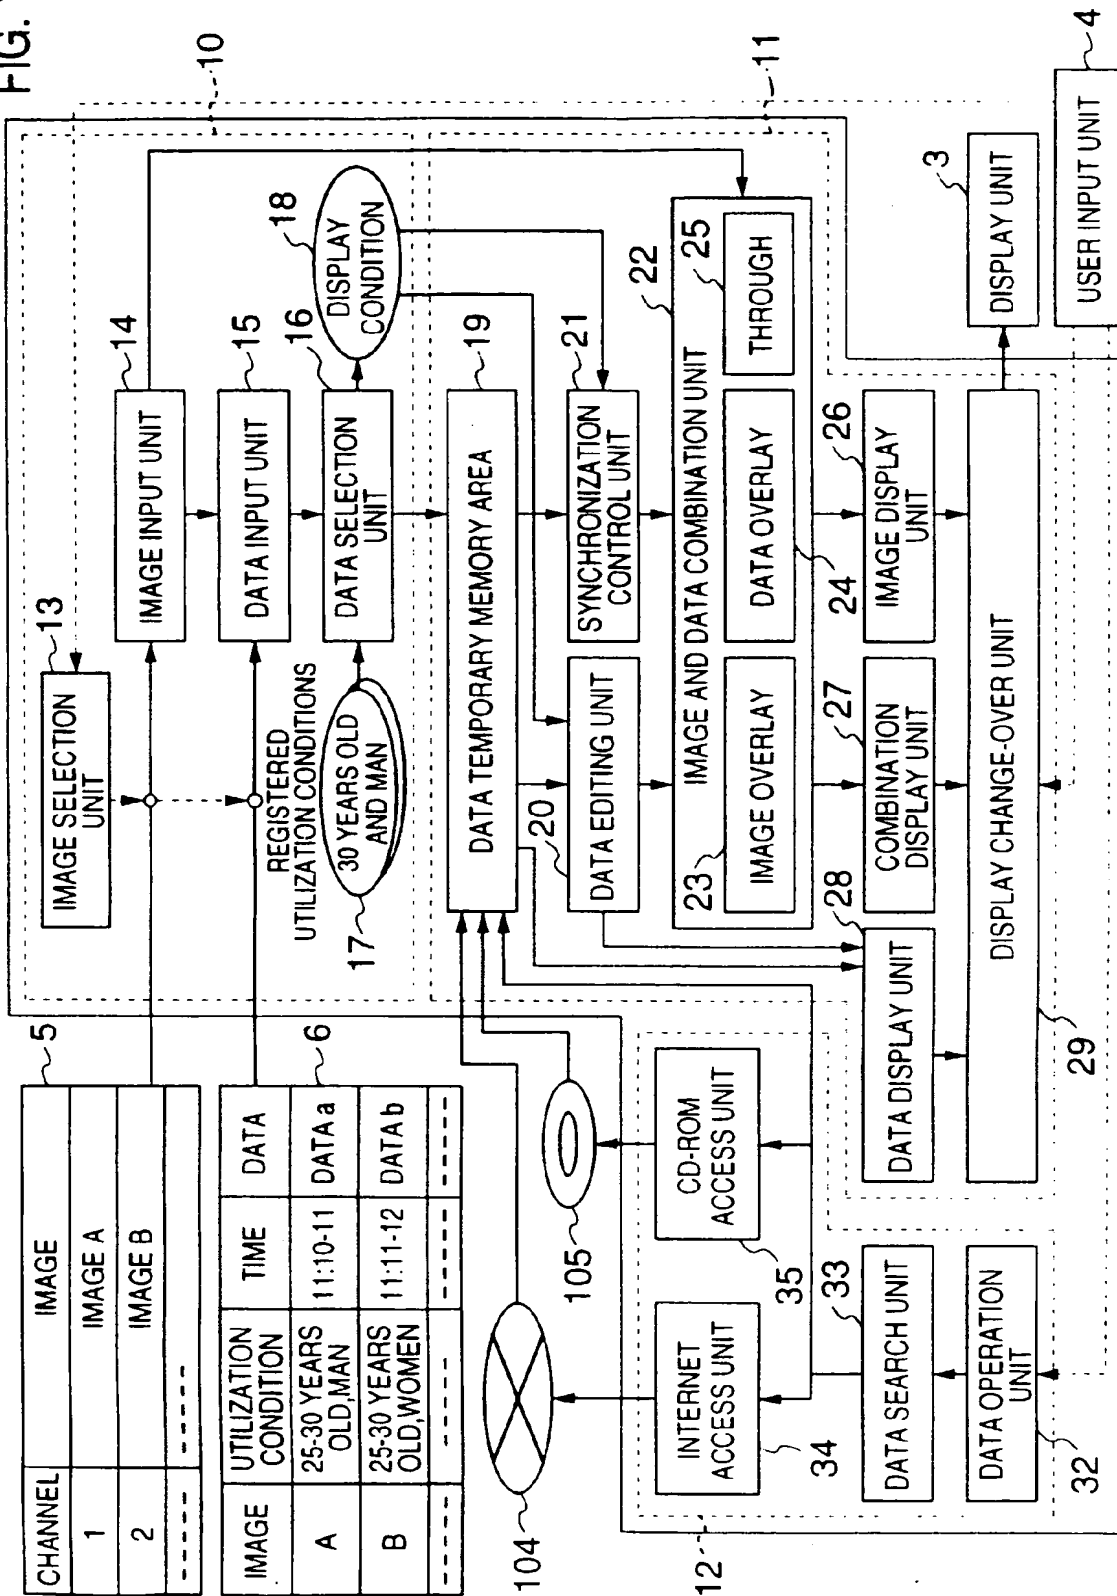 FIG.
CHANNEL IMAGE
1 IMAGE A
2 IMAGE B
5
IMAGE UTILIZATION CONDITION TIME DATA
A 25-30 YEARS OLD,MAN 11:10-11 DATA a
B 25-30 YEARS OLD,WOMEN 11:11-12 DATA b
6
10
13
IMAGE SELECTION
UNIT
14
IMAGE INPUT UNIT
15
DATA INPUT UNIT
16
DATA SELECTION
UNIT
REGISTERED
UTILIZATION CONDITIONS
30 YEARS OLD
AND MAN
17
18
DISPLAY
CONDITION
11
19
DATA TEMPORARY MEMORY AREA
20
DATA EDITING UNIT
21
SYNCHRONIZATION
CONTROL UNIT
22
IMAGE AND DATA COMBINATION UNIT
23
IMAGE OVERLAY
DATA OVERLAY
24
25
THROUGH
26
IMAGE DISPLAY
UNIT
27
COMBINATION
DISPLAY UNIT
28
DATA DISPLAY UNIT
DISPLAY CHANGE-OVER UNIT
29
3
DISPLAY UNIT
4
USER INPUT UNIT
104
105
12
INTERNET
ACCESS UNIT
34
CD-ROM
ACCESS UNIT
35
33
DATA SEARCH UNIT
DATA OPERATION
UNIT
32